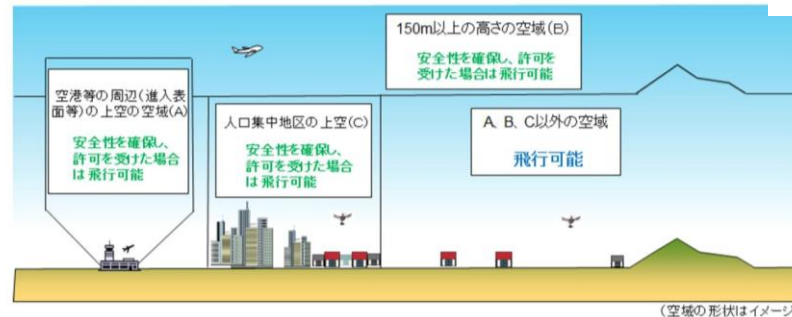 150m以上の高さの空域(B)
安全性を確保し、許可を
受けた場合は飛行可能
空港等の周辺(進入表
面等)の上空の空域(A)
安全性を確保し、
許可を受けた場合
は飛行可能
人口集中地区の上空(C)
安全性を確保し、
許可を受けた場合
は飛行可能
A、B、C以外の空域
飛行可能
(空域の形状はイメージ